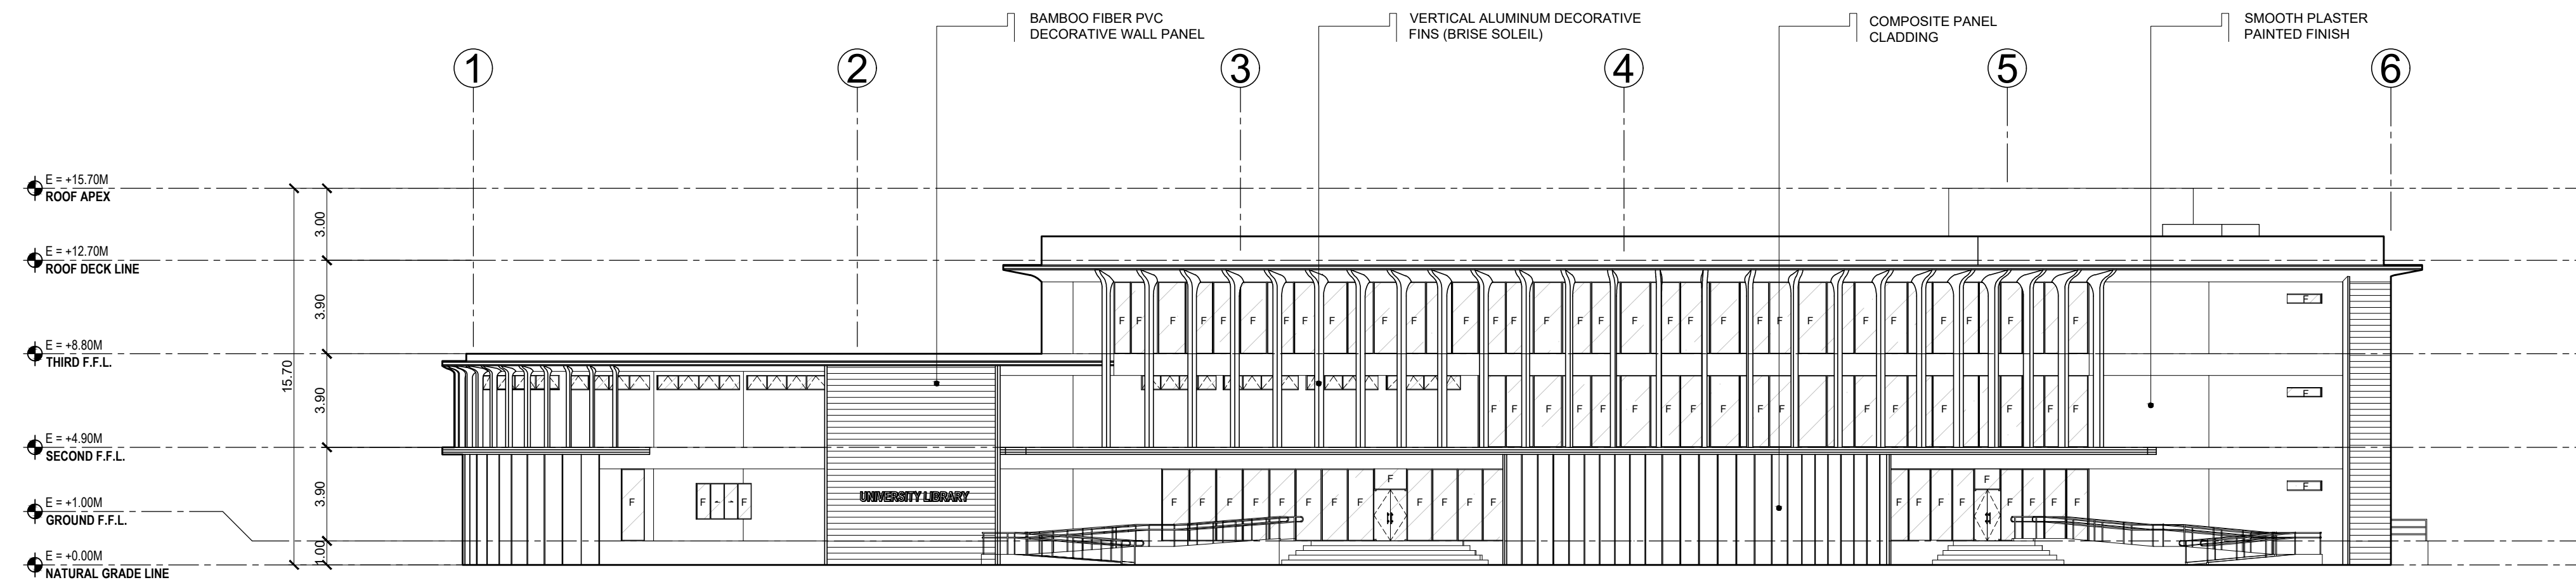 BAMBOO FIBER PVC
DECORATIVE WALL PANEL
VERTICAL ALUMINUM DECORATIVE
FINS (BRISE SOLEIL)
COMPOSITE PANEL
CLADDING
SMOOTH PLASTER
PAINTED FINISH
1 2 3 4 5 6
E = +15.70M
ROOF APEX
3.00
E = +12.70M
ROOF DECK LINE
3.90
E = +8.80M
THIRD F.F.L.
15.70
3.90
E = +4.90M
SECOND F.F.L.
3.90
E = +1.00M
GROUND F.F.L.
1.00
E = +0.00M
NATURAL GRADE LINE
F F F F F F F F F F F F F F F F F F F F F F F F F F F F F
F
F F F F F F F F F F F F F F F F F F F
F
F
F F
UNIVERSITY LIBRARY
F
F F F F F F F F F F F F
F
F F F F F F F F
F